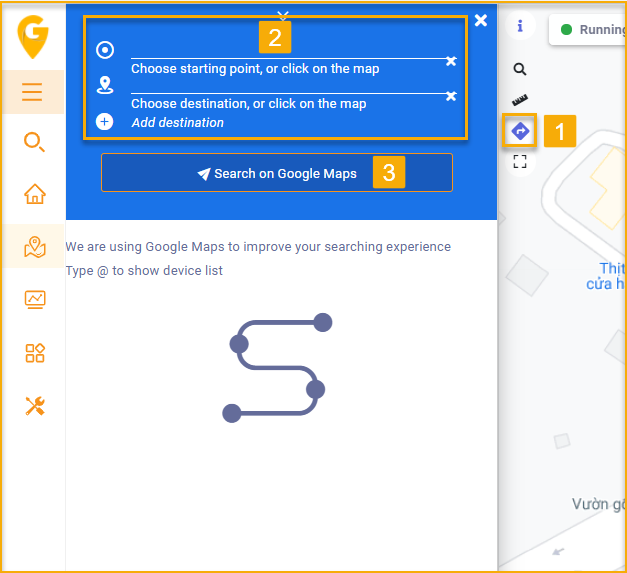 G
2
i
Running
Choose starting point, or click on the map
Choose destination, or click on the map
Add destination
1
Search on Google Maps
3
We are using Google Maps to improve your searching experience
Type @ to show device list
Thịt
cửa h
Vườn